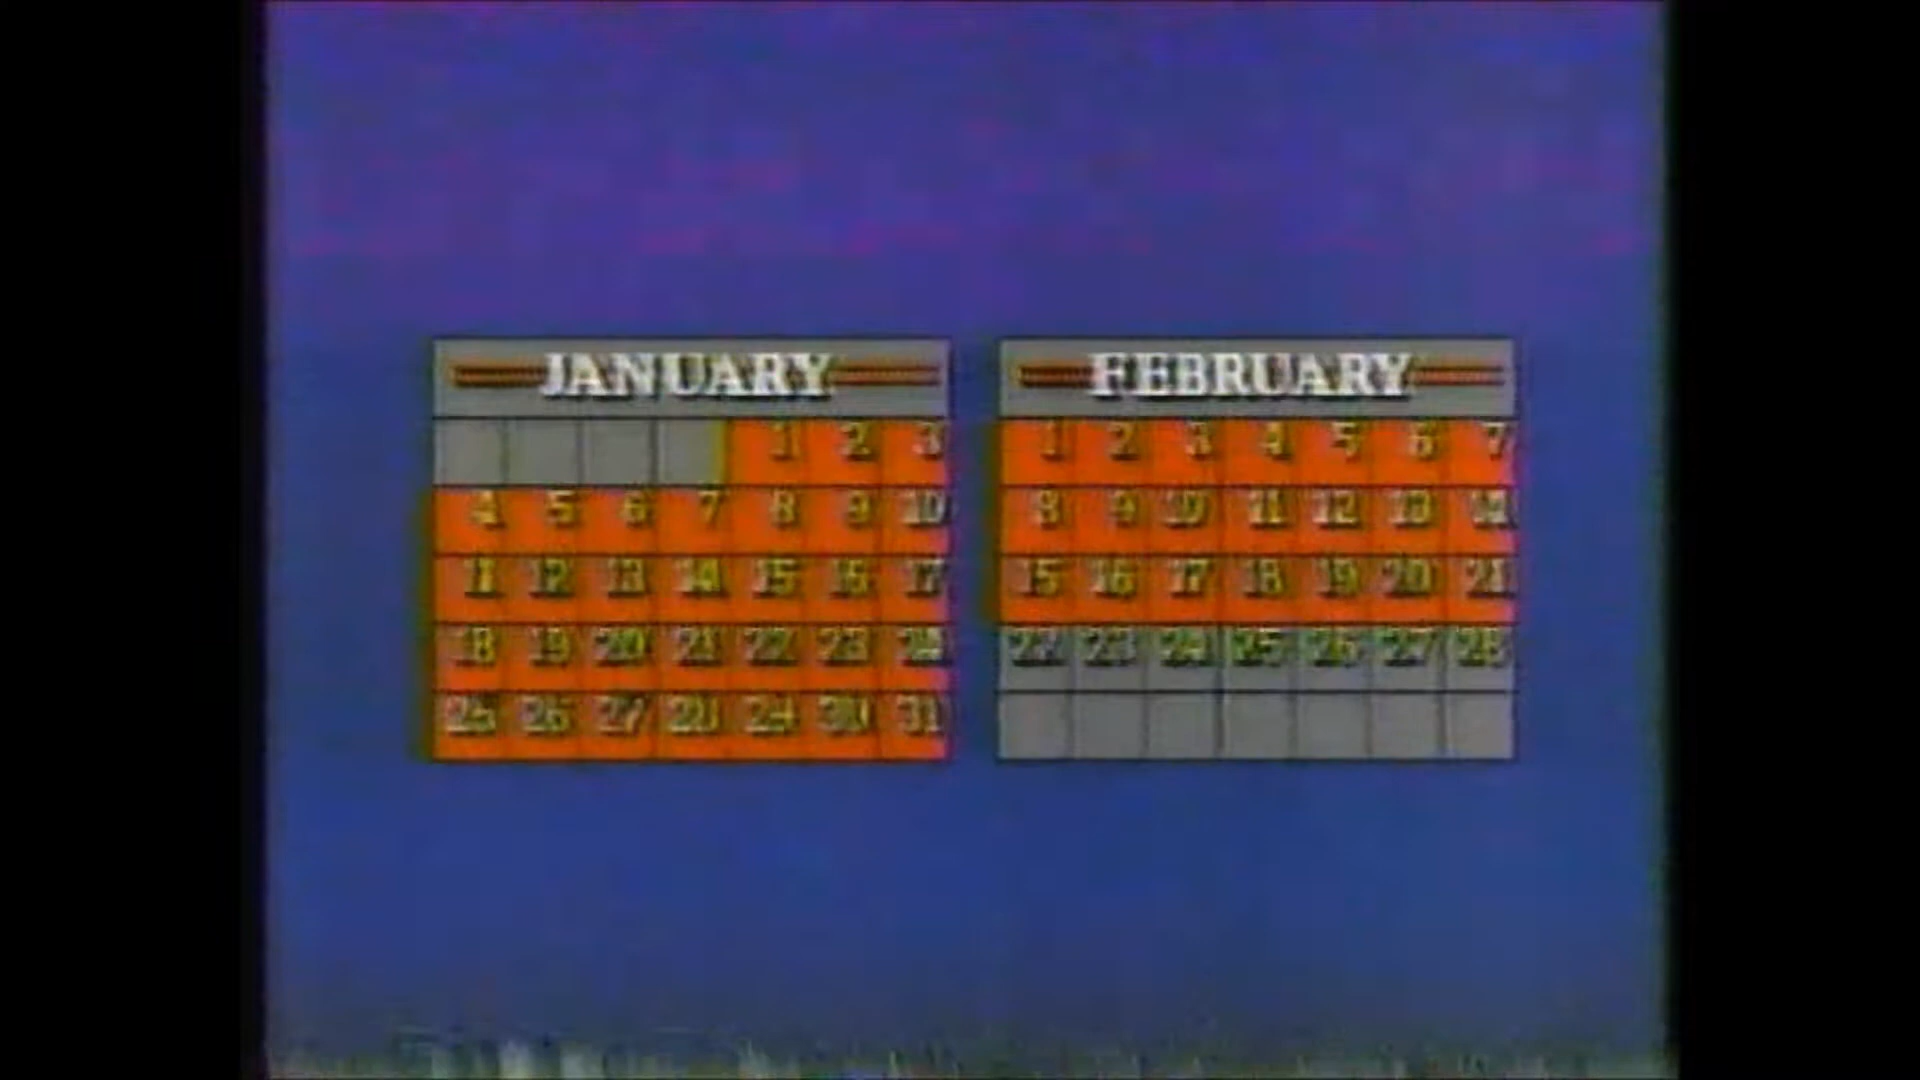 JANUARY
1 2 3
4 5 6 7 8 9 10
11 12 13 14 15 16 17
18 19 20 21 22 23 24
25 26 27 28 29 30 31
FEBRUARY
1 2 3 4 5 6 7
8 9 10 11 12 13 14
15 16 17 18 19 20 21
22 23 24 25 26 27 28